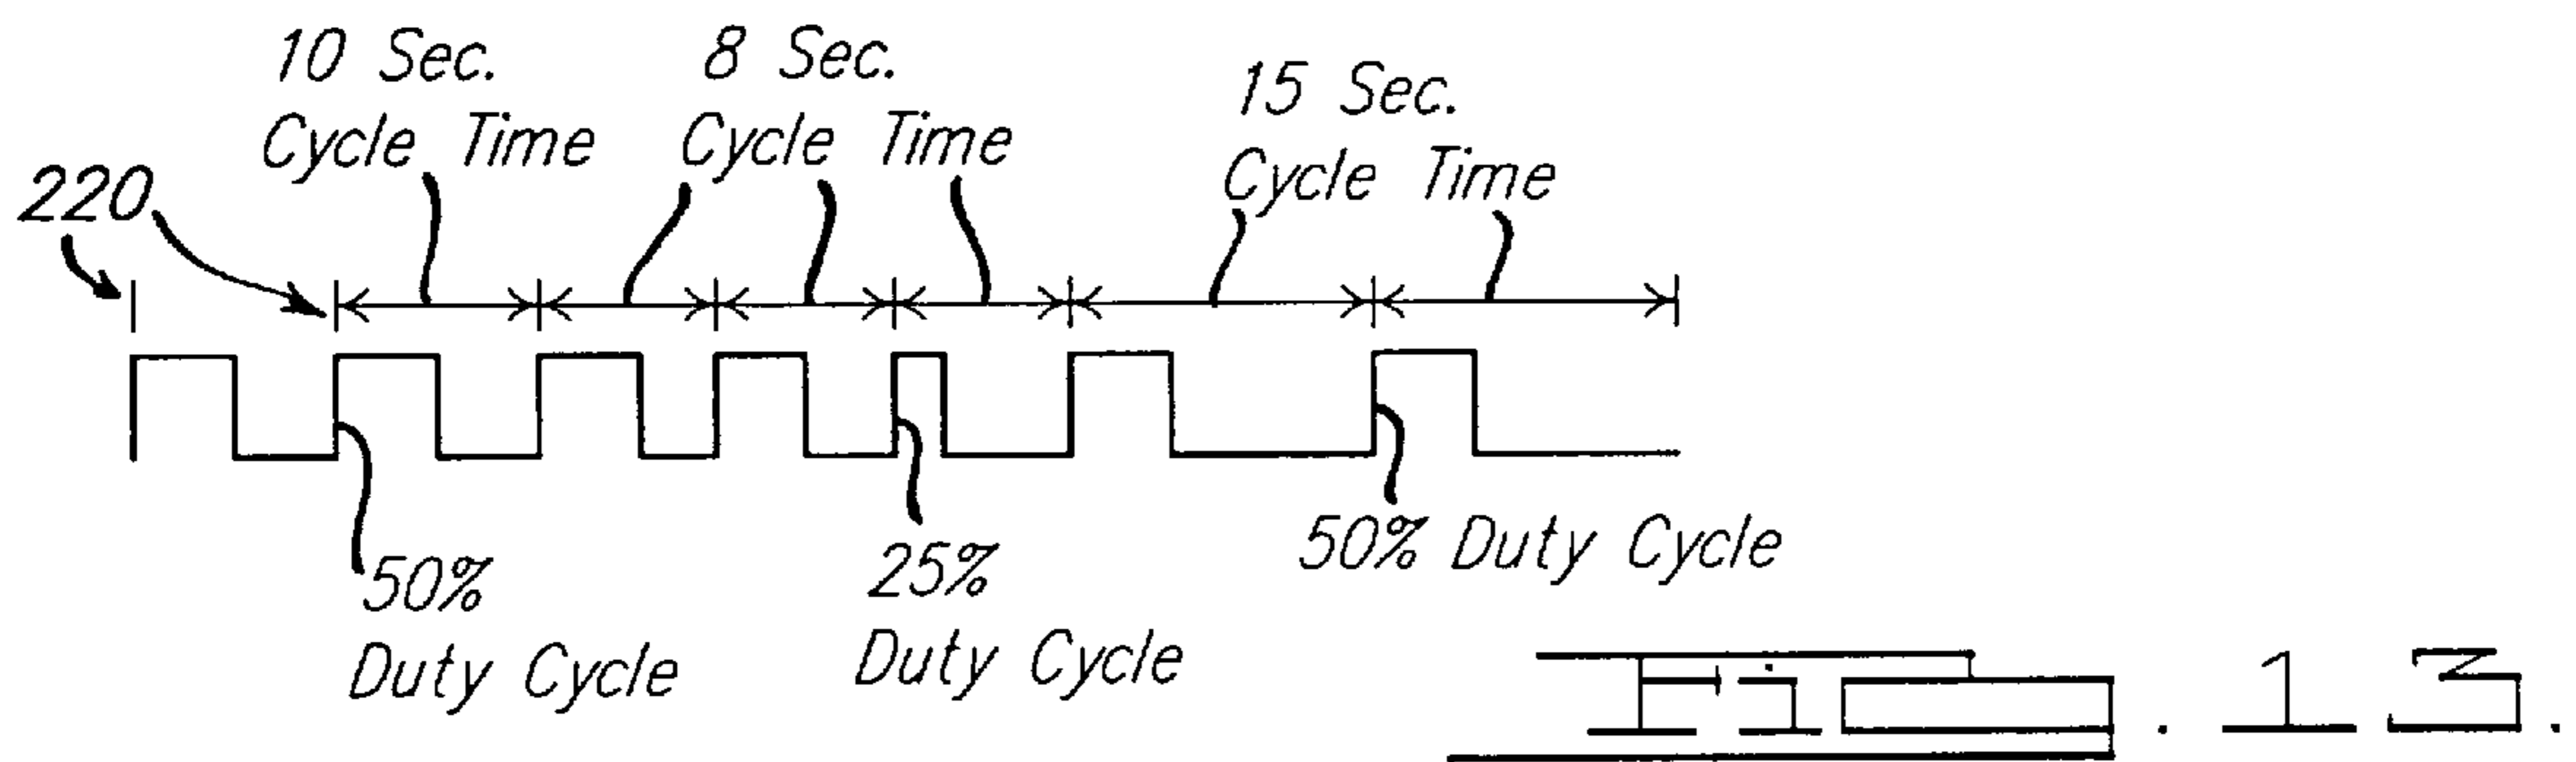 10 Sec.
Cycle Time
8 Sec.
Cycle Time
15 Sec.
Cycle Time
220
50%
Duty Cycle
25%
Duty Cycle
50% Duty Cycle
Fig. 13.